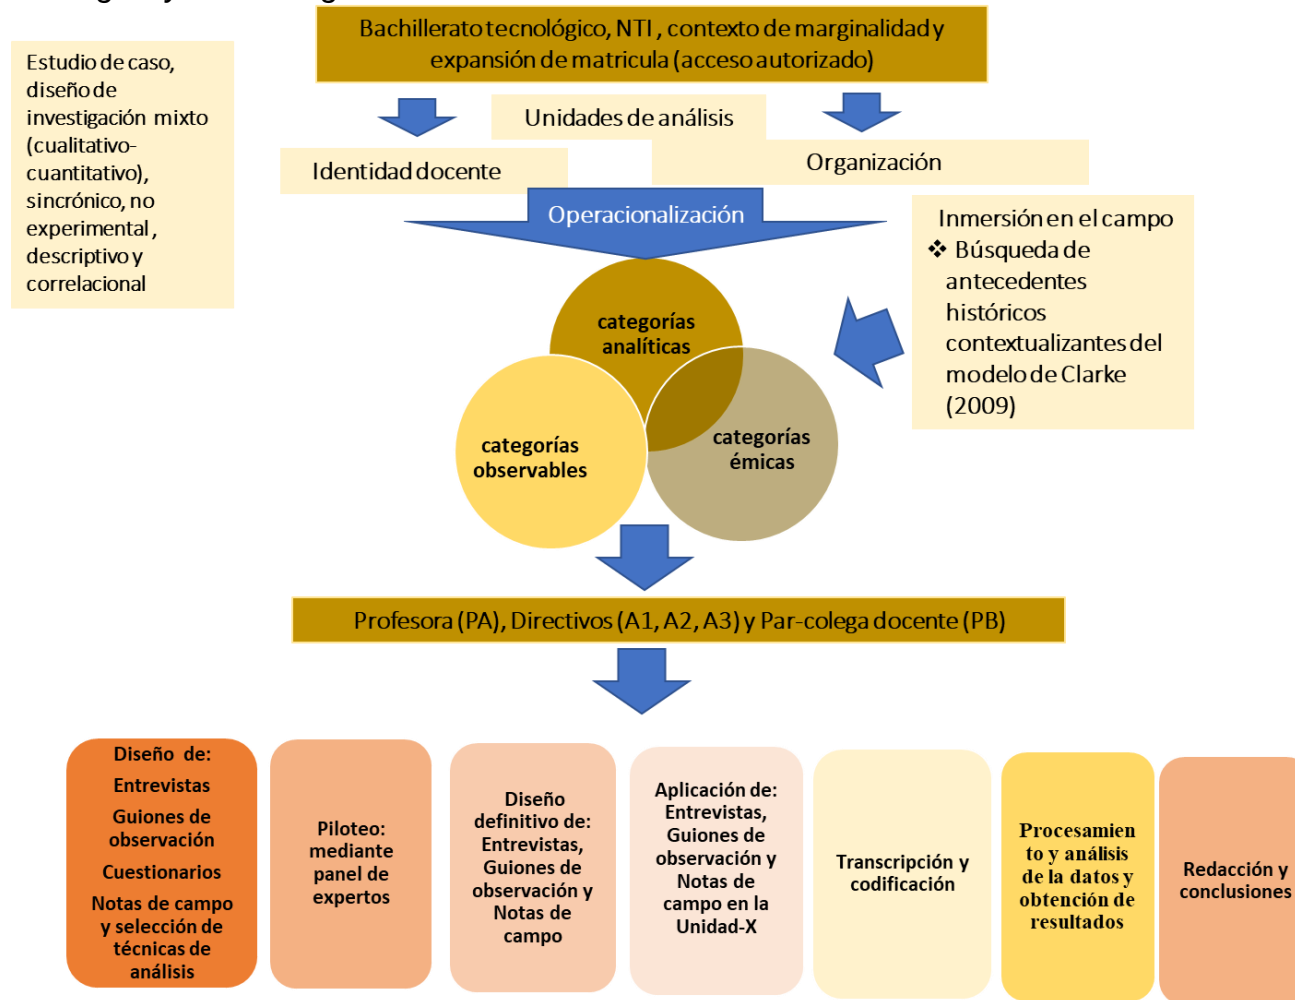 Bachillerato tecnológico, NTI , contexto de marginalidad y
expansión de matricula (acceso autorizado)
Estudio de caso,
diseño de
investigación mixto
(cualitativo-
cuantitativo),
sincrónico, no
experimental ,
descriptivo y
correlacional
Unidades de análisis
Identidad docente
Organización
Operacionalización
Inmersión en el campo
❖ Búsqueda de
antecedentes
históricos
contextualizantes del
modelo de Clarke
(2009)
categorías
analíticas
categorías
observables
categorías
émicas
Profesora (PA), Directivos (A1, A2, A3) y Par-colega docente (PB)
Diseño de:
Entrevistas
Guiones de
observación
Cuestionarios
Notas de campo
y selección de
técnicas de
análisis
Piloteo:
mediante
panel de
expertos
Diseño
definitivo de:
Entrevistas,
Guiones de
observación y
Notas de
campo
Aplicación de:
Entrevistas,
Guiones de
observación y
Notas de
campo en la
Unidad-X
Transcripción y
codificación
Procesamien
to y análisis
de la datos y
obtención de
resultados
Redacción y
conclusiones